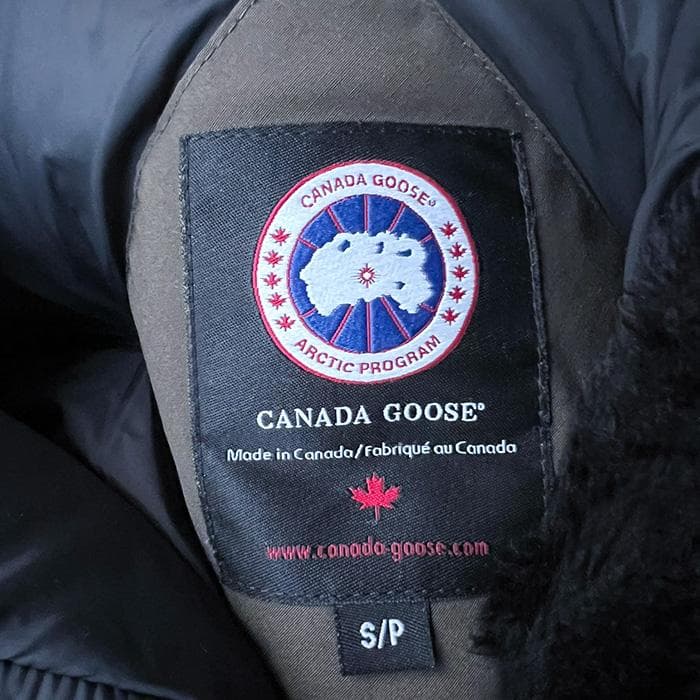 CANADA GOOSE®
ARCTIC PROGRAM
CANADA GOOSE®
Made in Canada/Fabriqué au Canada
www.canada-goose.com
S/P